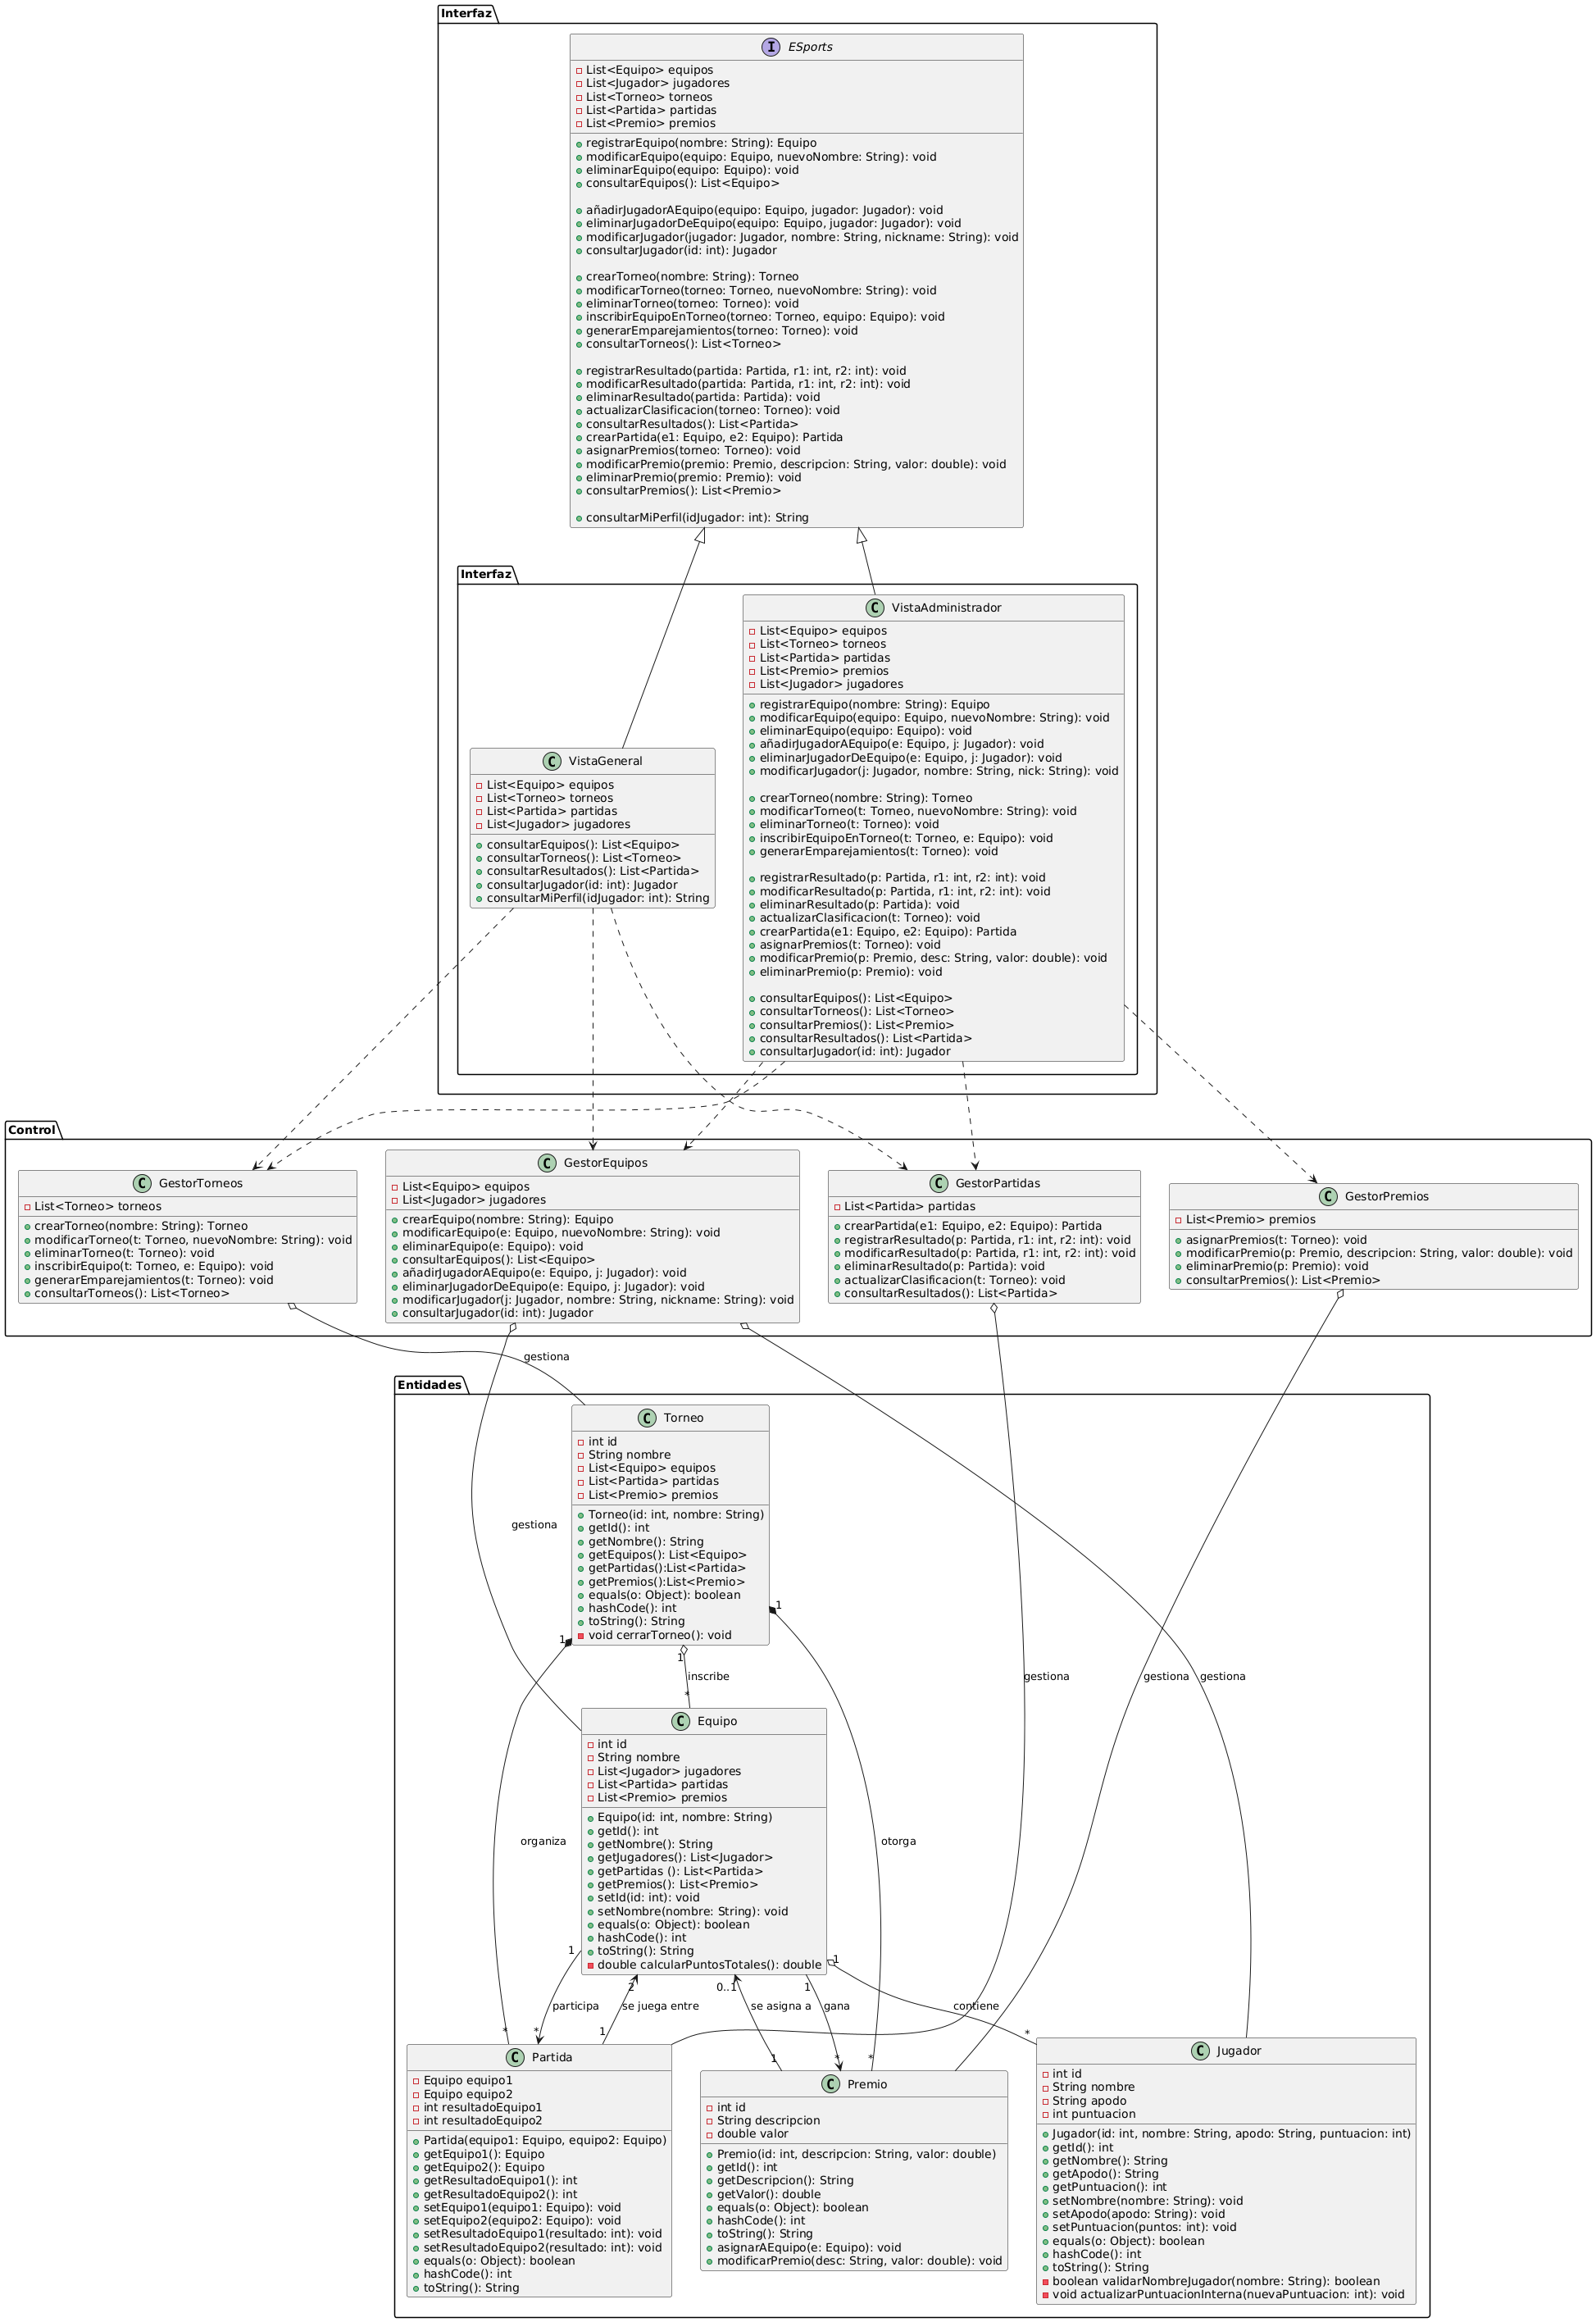 Interfaz
I ESports
List<Equipo> equipos
List<Jugador> jugadores
List<Torneo> torneos
List<Partida> partidas
List<Premio> premios
registrarEquipo(nombre: String): Equipo
modificarEquipo(equipo: Equipo, nuevoNombre: String): void
eliminarEquipo(equipo: Equipo): void
consultarEquipos(): List<Equipo>
añadirJugadorAEquipo(equipo: Equipo, jugador: Jugador): void
eliminarJugadorDeEquipo(equipo: Equipo, jugador: Jugador): void
modificarJugador(jugador: Jugador, nombre: String, nickname: String): void
consultarJugador(id: int): Jugador
crearTorneo(nombre: String): Torneo
modificarTorneo(torneo: Torneo, nuevoNombre: String): void
eliminarTorneo(torneo: Torneo): void
inscribirEquipoEnTorneo(torneo: Torneo, equipo: Equipo): void
generarEmparejamientos(torneo: Torneo): void
consultarTorneos(): List<Torneo>
registrarResultado(partida: Partida, r1: int, r2: int): void
modificarResultado(partida: Partida, r1: int, r2: int): void
eliminarResultado(partida: Partida): void
actualizarClasificacion(torneo: Torneo): void
consultarResultados(): List<Partida>
crearPartida(e1: Equipo, e2: Equipo): Partida
asignarPremios(torneo: Torneo): void
modificarPremio(premio: Premio, descripcion: String, valor: double): void
eliminarPremio(premio: Premio): void
consultarPremios(): List<Premio>
consultarMiPerfil(idJugador: int): String
Interfaz
C VistaAdministrador
List<Equipo> equipos
List<Torneo> torneos
List<Partida> partidas
List<Premio> premios
List<Jugador> jugadores
registrarEquipo(nombre: String): Equipo
modificarEquipo(equipo: Equipo, nuevoNombre: String): void
eliminarEquipo(equipo: Equipo): void
añadirJugadorAEquipo(e: Equipo, j: Jugador): void
eliminarJugadorDeEquipo(e: Equipo, j: Jugador): void
modificarJugador(j: Jugador, nombre: String, nick: String): void
crearTorneo(nombre: String): Torneo
modificarTorneo(t: Torneo, nuevoNombre: String): void
eliminarTorneo(t: Torneo): void
inscribirEquipoEnTorneo(t: Torneo, e: Equipo): void
generarEmparejamientos(t: Torneo): void
registrarResultado(p: Partida, r1: int, r2: int): void
modificarResultado(p: Partida, r1: int, r2: int): void
eliminarResultado(p: Partida): void
actualizarClasificacion(t: Torneo): void
crearPartida(e1: Equipo, e2: Equipo): Partida
asignarPremios(t: Torneo): void
modificarPremio(p: Premio, desc: String, valor: double): void
eliminarPremio(p: Premio): void
consultarEquipos(): List<Equipo>
consultarTorneos(): List<Torneo>
consultarPremios(): List<Premio>
consultarResultados(): List<Partida>
consultarJugador(id: int): Jugador
C VistaGeneral
List<Equipo> equipos
List<Torneo> torneos
List<Partida> partidas
List<Jugador> jugadores
consultarEquipos(): List<Equipo>
consultarTorneos(): List<Torneo>
consultarResultados(): List<Partida>
consultarJugador(id: int): Jugador
consultarMiPerfil(idJugador: int): String
Control
C GestorTorneos
List<Torneo> torneos
crearTorneo(nombre: String): Torneo
modificarTorneo(t: Torneo, nuevoNombre: String): void
eliminarTorneo(t: Torneo): void
inscribirEquipo(t: Torneo, e: Equipo): void
generarEmparejamientos(t: Torneo): void
consultarTorneos(): List<Torneo>
C GestorEquipos
List<Equipo> equipos
List<Jugador> jugadores
crearEquipo(nombre: String): Equipo
modificarEquipo(e: Equipo, nuevoNombre: String): void
eliminarEquipo(e: Equipo): void
consultarEquipos(): List<Equipo>
añadirJugadorAEquipo(e: Equipo, j: Jugador): void
eliminarJugadorDeEquipo(e: Equipo, j: Jugador): void
modificarJugador(j: Jugador, nombre: String, nickname: String): void
consultarJugador(id: int): Jugador
C GestorPartidas
List<Partida> partidas
crearPartida(e1: Equipo, e2: Equipo): Partida
registrarResultado(p: Partida, r1: int, r2: int): void
modificarResultado(p: Partida, r1: int, r2: int): void
eliminarResultado(p: Partida): void
actualizarClasificacion(t: Torneo): void
consultarResultados(): List<Partida>
C GestorPremios
List<Premio> premios
asignarPremios(t: Torneo): void
modificarPremio(p: Premio, descripcion: String, valor: double): void
eliminarPremio(p: Premio): void
consultarPremios(): List<Premio>
gestiona
Entidades
C Torneo
int id
String nombre
List<Equipo> equipos
List<Partida> partidas
List<Premio> premios
Torneo(id: int, nombre: String)
getId(): int
getNombre(): String
getEquipos(): List<Equipo>
getPartidas():List<Partida>
getPremios():List<Premio>
equals(o: Object): boolean
hashCode(): int
toString(): String
void cerrarTorneo(): void
gestiona
1
1
1
inscribe
*
gestiona
gestiona
gestiona
C Equipo
int id
String nombre
List<Jugador> jugadores
List<Partida> partidas
List<Premio> premios
Equipo(id: int, nombre: String)
getId(): int
getNombre(): String
getJugadores(): List<Jugador>
getPartidas (): List<Partida>
getPremios(): List<Premio>
setId(id: int): void
setNombre(nombre: String): void
equals(o: Object): boolean
hashCode(): int
toString(): String
double calcularPuntosTotales(): double
organiza
otorga
1
2
0..1
1
1
participa
se juega entre
se asigna a
gana
contiene
*
*
1
1
*
*
*
C Partida
Equipo equipo1
Equipo equipo2
int resultadoEquipo1
int resultadoEquipo2
Partida(equipo1: Equipo, equipo2: Equipo)
getEquipo1(): Equipo
getEquipo2(): Equipo
getResultadoEquipo1(): int
getResultadoEquipo2(): int
setEquipo1(equipo1: Equipo): void
setEquipo2(equipo2: Equipo): void
setResultadoEquipo1(resultado: int): void
setResultadoEquipo2(resultado: int): void
equals(o: Object): boolean
hashCode(): int
toString(): String
C Premio
int id
String descripcion
double valor
Premio(id: int, descripcion: String, valor: double)
getId(): int
getDescripcion(): String
getValor(): double
equals(o: Object): boolean
hashCode(): int
toString(): String
asignarAEquipo(e: Equipo): void
modificarPremio(desc: String, valor: double): void
C Jugador
int id
String nombre
String apodo
int puntuacion
Jugador(id: int, nombre: String, apodo: String, puntuacion: int)
getId(): int
getNombre(): String
getApodo(): String
getPuntuacion(): int
setNombre(nombre: String): void
setApodo(apodo: String): void
setPuntuacion(puntos: int): void
equals(o: Object): boolean
hashCode(): int
toString(): String
boolean validarNombreJugador(nombre: String): boolean
void actualizarPuntuacionInterna(nuevaPuntuacion: int): void